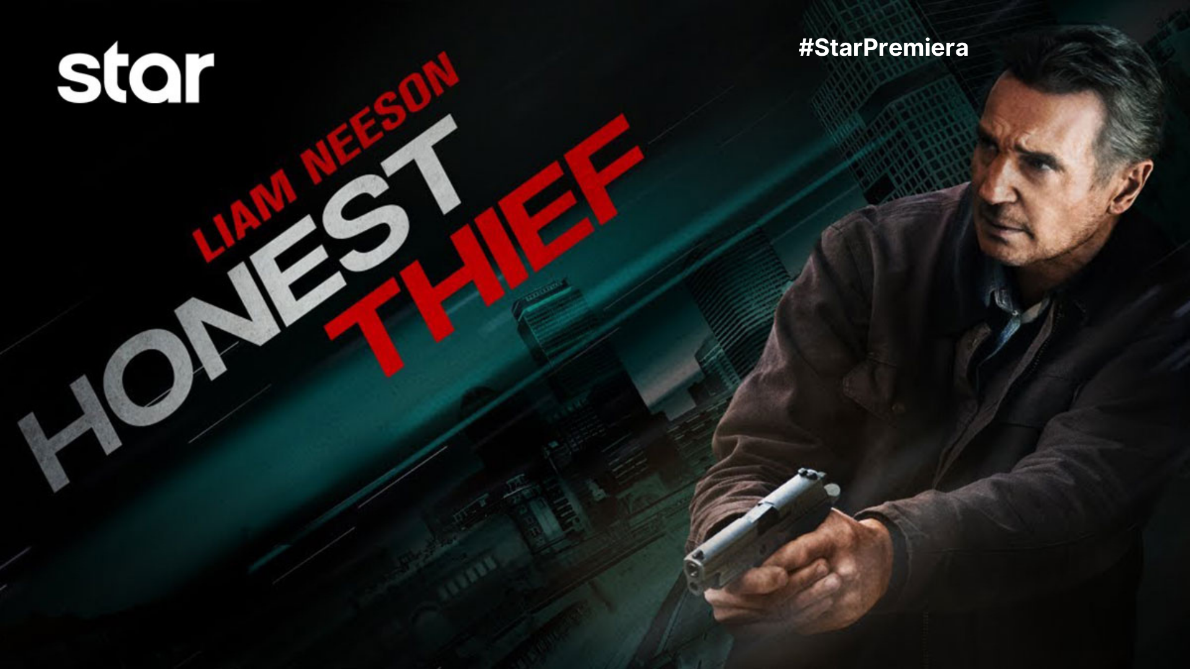 star
#StarPremiera
LIAM NEESON
HONEST
THIEF